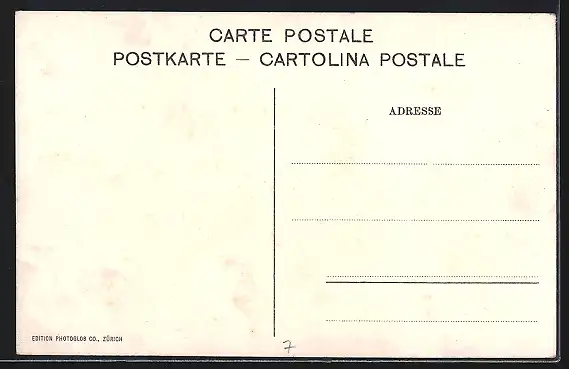 CARTE POSTALE
POSTKARTE — CARTOLINA POSTALE
ADRESSE
EDITION PHOTOGLOB CO., ZÜRICH
7